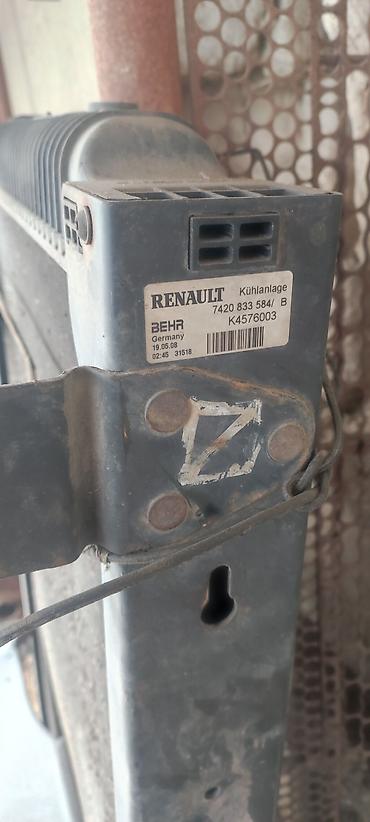 RENAULT Kühlanlage
7420 833 584/ B
BEHR K4576003
Germany
19.05.08
02:45 31518